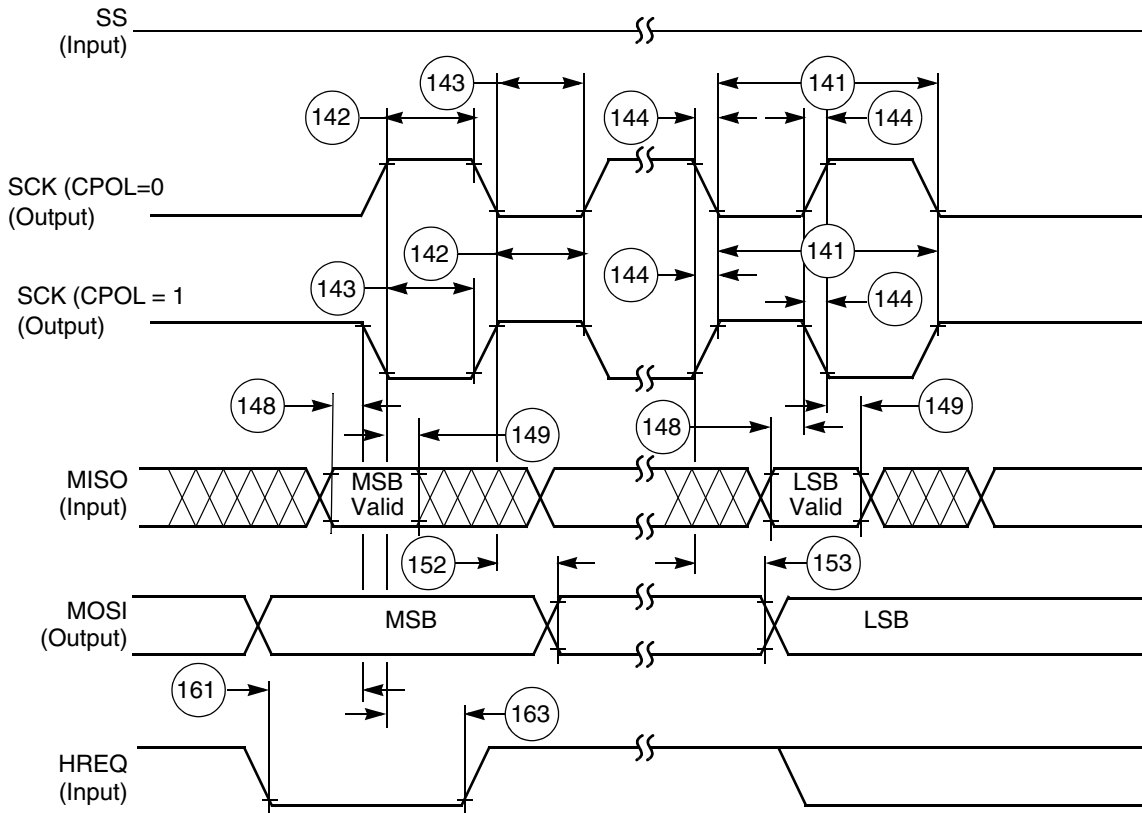 SS
(Input)
143
141
142
144
144
SCK (CPOL=0
(Output)
142
141
144
143
SCK (CPOL = 1
(Output)
144
148
149
148
149
MISO
(Input)
MSB
Valid
LSB
Valid
152
153
MOSI
(Output)
MSB
LSB
161
163
HREQ
(Input)